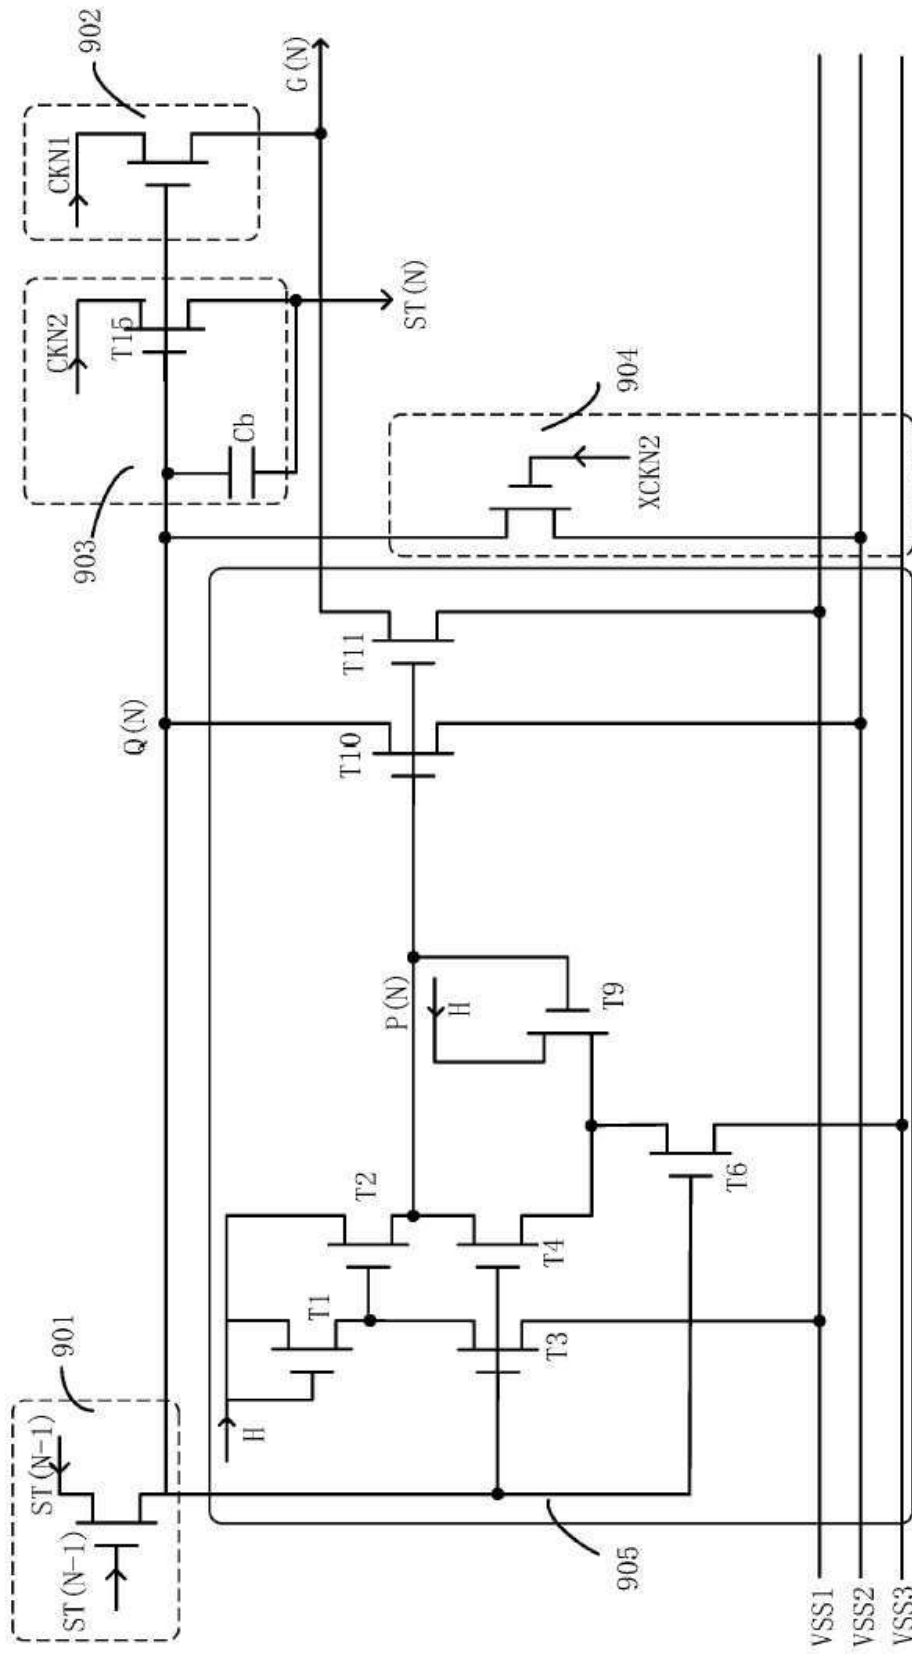 901
ST(N-1)
ST(N-1)
Q(N)
903
CKN2
T15
Cb
CKN1
902
G(N)
ST(N)
H
T1
T2
P(N)
H
T9
T3
T4
T6
T10
T11
904
XCKN2
905
VSS1
VSS2
VSS3